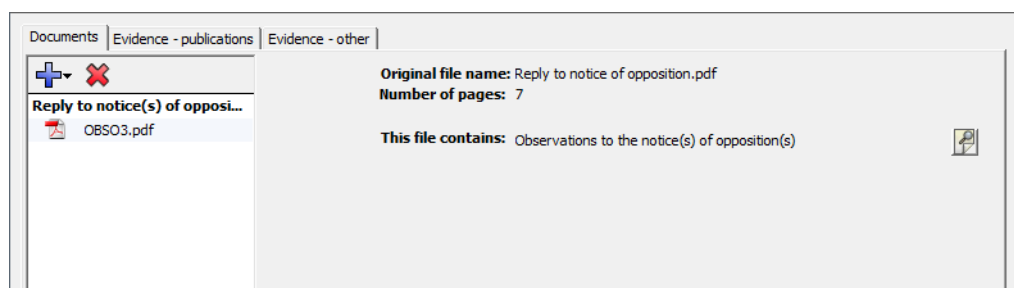 Documents Evidence - publications Evidence - other
Original file name: Reply to notice of opposition.pdf
Number of pages: 7
Reply to notice(s) of opposi...
OBSO3.pdf
This file contains: Observations to the notice(s) of opposition(s)